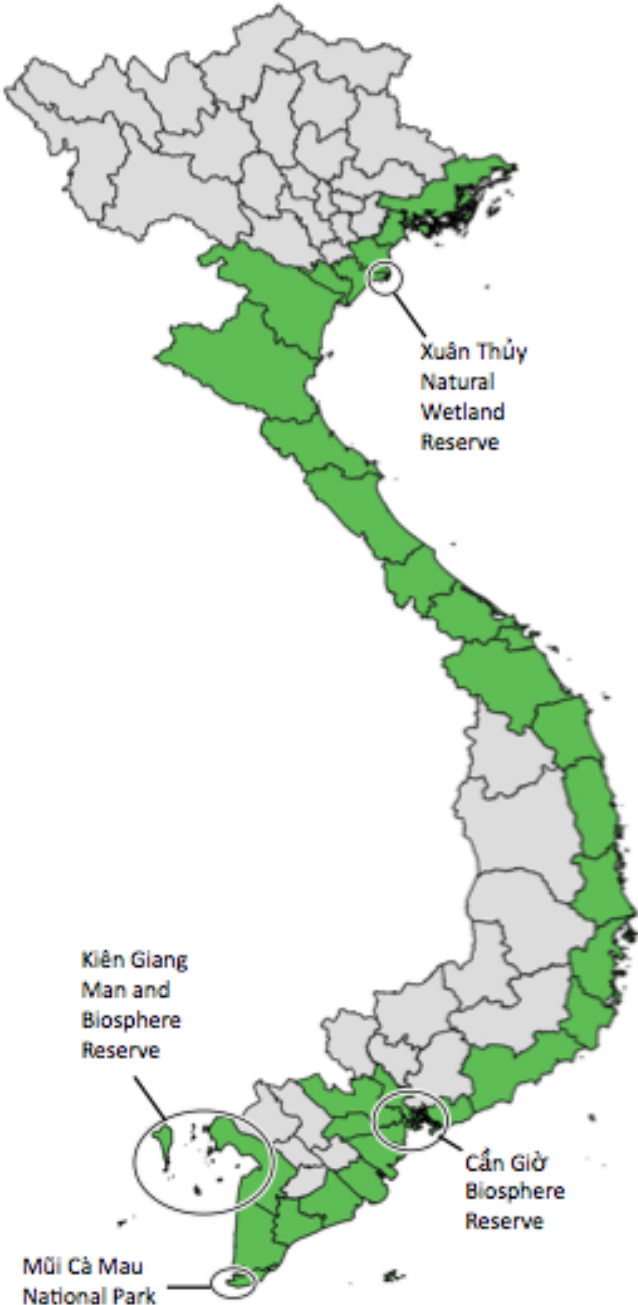 Xuân Thủy
Natural
Wetland
Reserve
Kiên Giang
Man and
Biosphere
Reserve
Cần Giờ
Biosphere
Reserve
Mũi Cà Mau
National Park